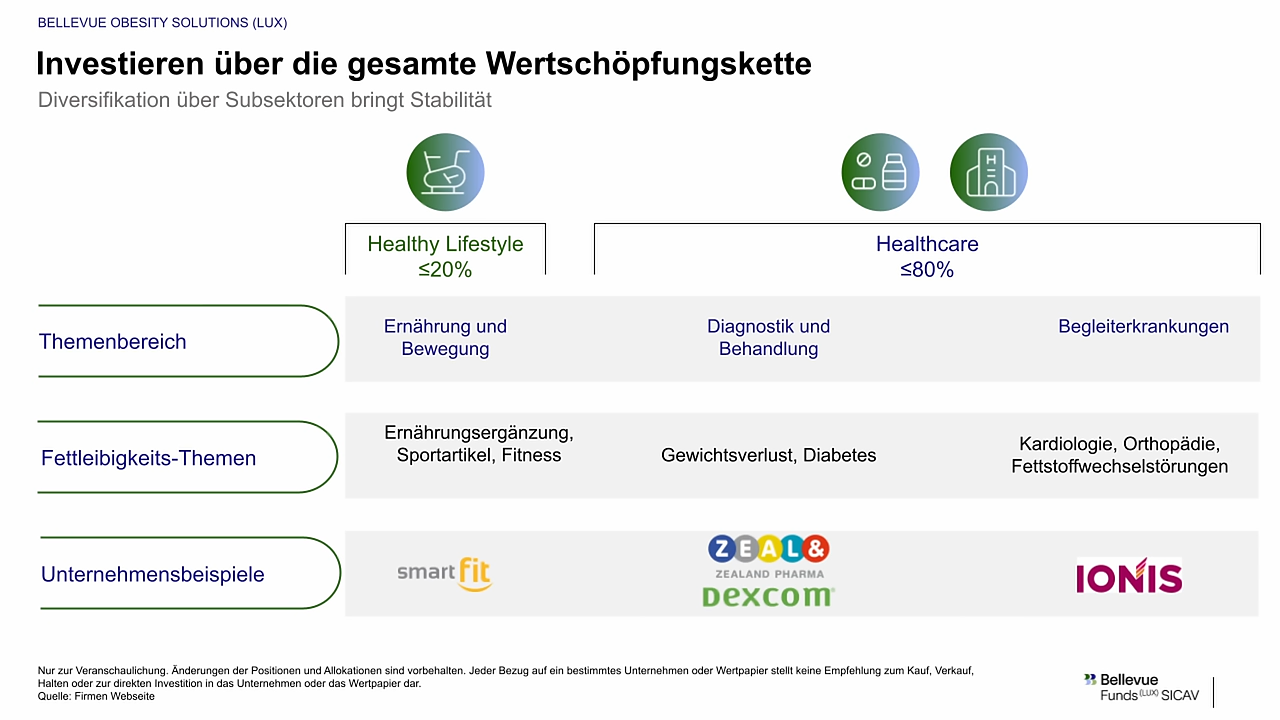 BELLEVUE OBESITY SOLUTIONS (LUX)
Investieren über die gesamte Wertschöpfungskette
Diversifikation über Subsektoren bringt Stabilität
H
Healthy Lifestyle
≤20%
Healthcare
≤80%
Themenbereich
Ernährung und
Bewegung
Diagnostik und
Behandlung
Begleiterkrankungen
Fettleibigkeits-Themen
Ernährungsergänzung,
Sportartikel, Fitness
Gewichtsverlust, Diabetes
Kardiologie, Orthopädie,
Fettstoffwechselstörungen
Unternehmensbeispiele
smart fit
ZEAL&
ZEALAND PHARMA
Dexcom
IONIS
Nur zur Veranschaulichung. Änderungen der Positionen und Allokationen sind vorbehalten. Jeder Bezug auf ein bestimmtes Unternehmen oder Wertpapier stellt keine Empfehlung zum Kauf, Verkauf,
Halten oder zur direkten Investition in das Unternehmen oder das Wertpapier dar.
Quelle: Firmen Webseite
Bellevue
Funds (LUX) SICAV